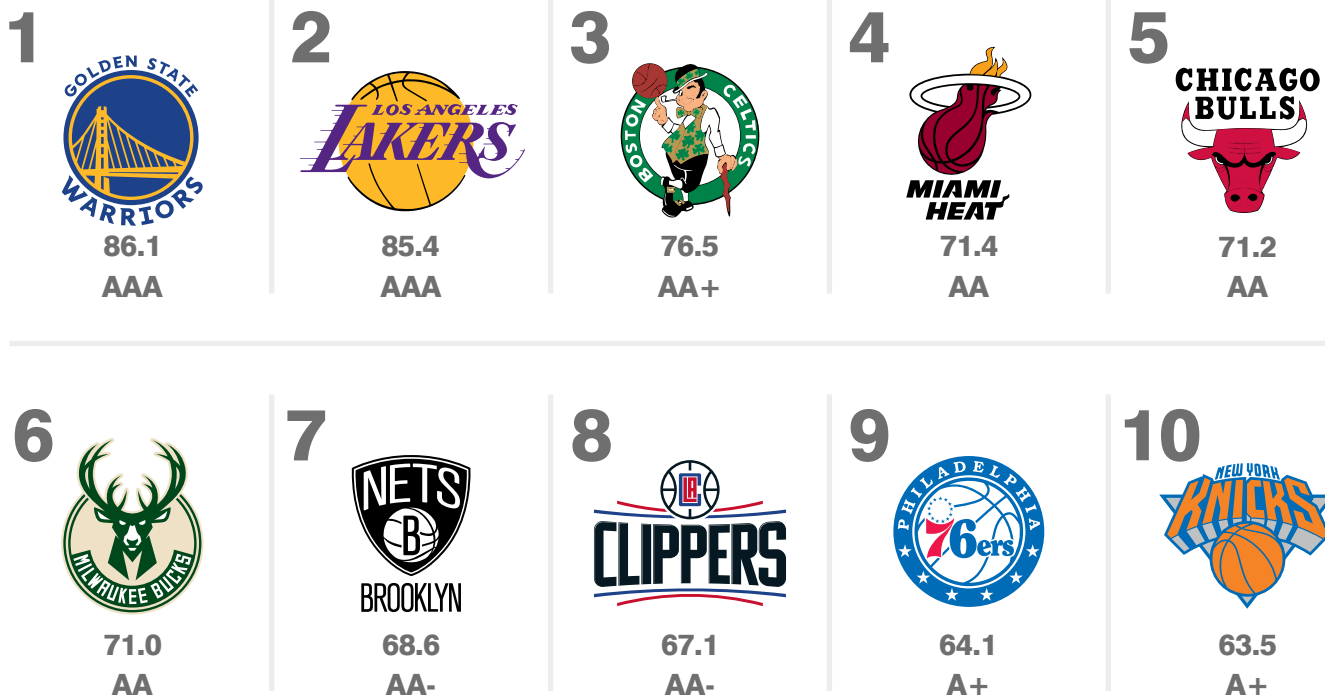 1
GOLDEN STATE
WARRIORS
86.1
AAA
2
LOS ANGELES
LAKERS
85.4
AAA
3
BOSTON
CELTICS
76.5
AA+
4
MIAMI
HEAT
71.4
AA
5
CHICAGO
BULLS
71.2
AA
6
MILWAUKEE BUCKS
71.0
AA
7
NETS
B
BROOKLYN
68.6
AA-
8
LAC
CLIPPERS
67.1
AA-
9
PHILADELPHIA
76ers
64.1
A+
10
NEW YORK
KNICKS
63.5
A+